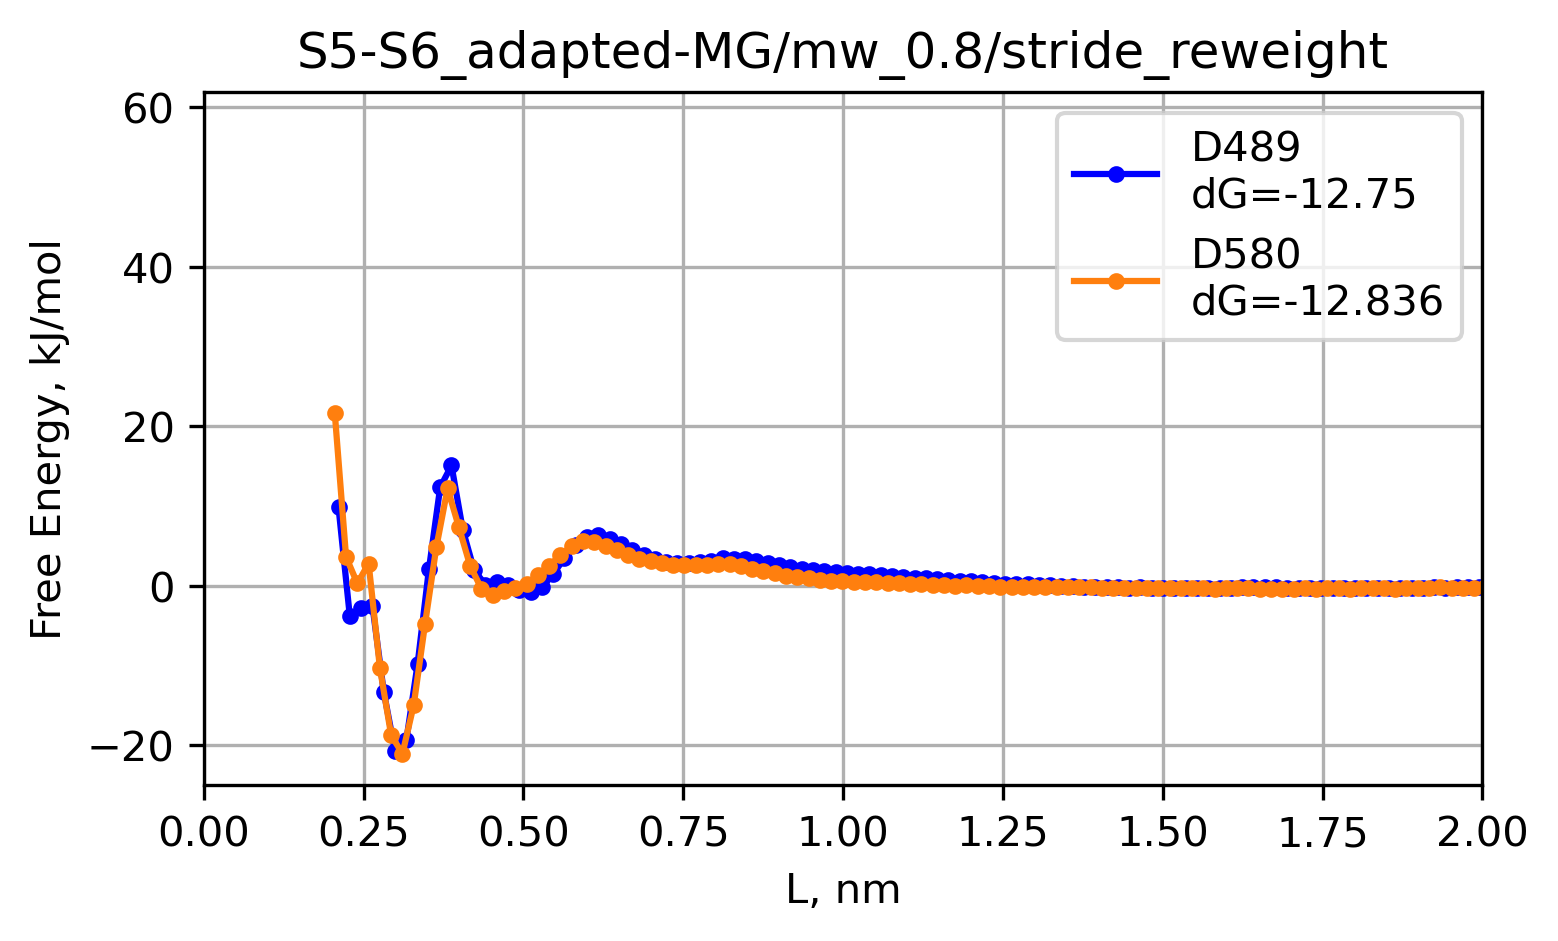 S5-S6_adapted-MG/mw_0.8/stride_reweight
60
40
20
0
−20
Free Energy, kJ/mol
D489
dG=-12.75
D580
dG=-12.836
0.00 0.25 0.50 0.75 1.00 1.25 1.50 1.75 2.00
L, nm